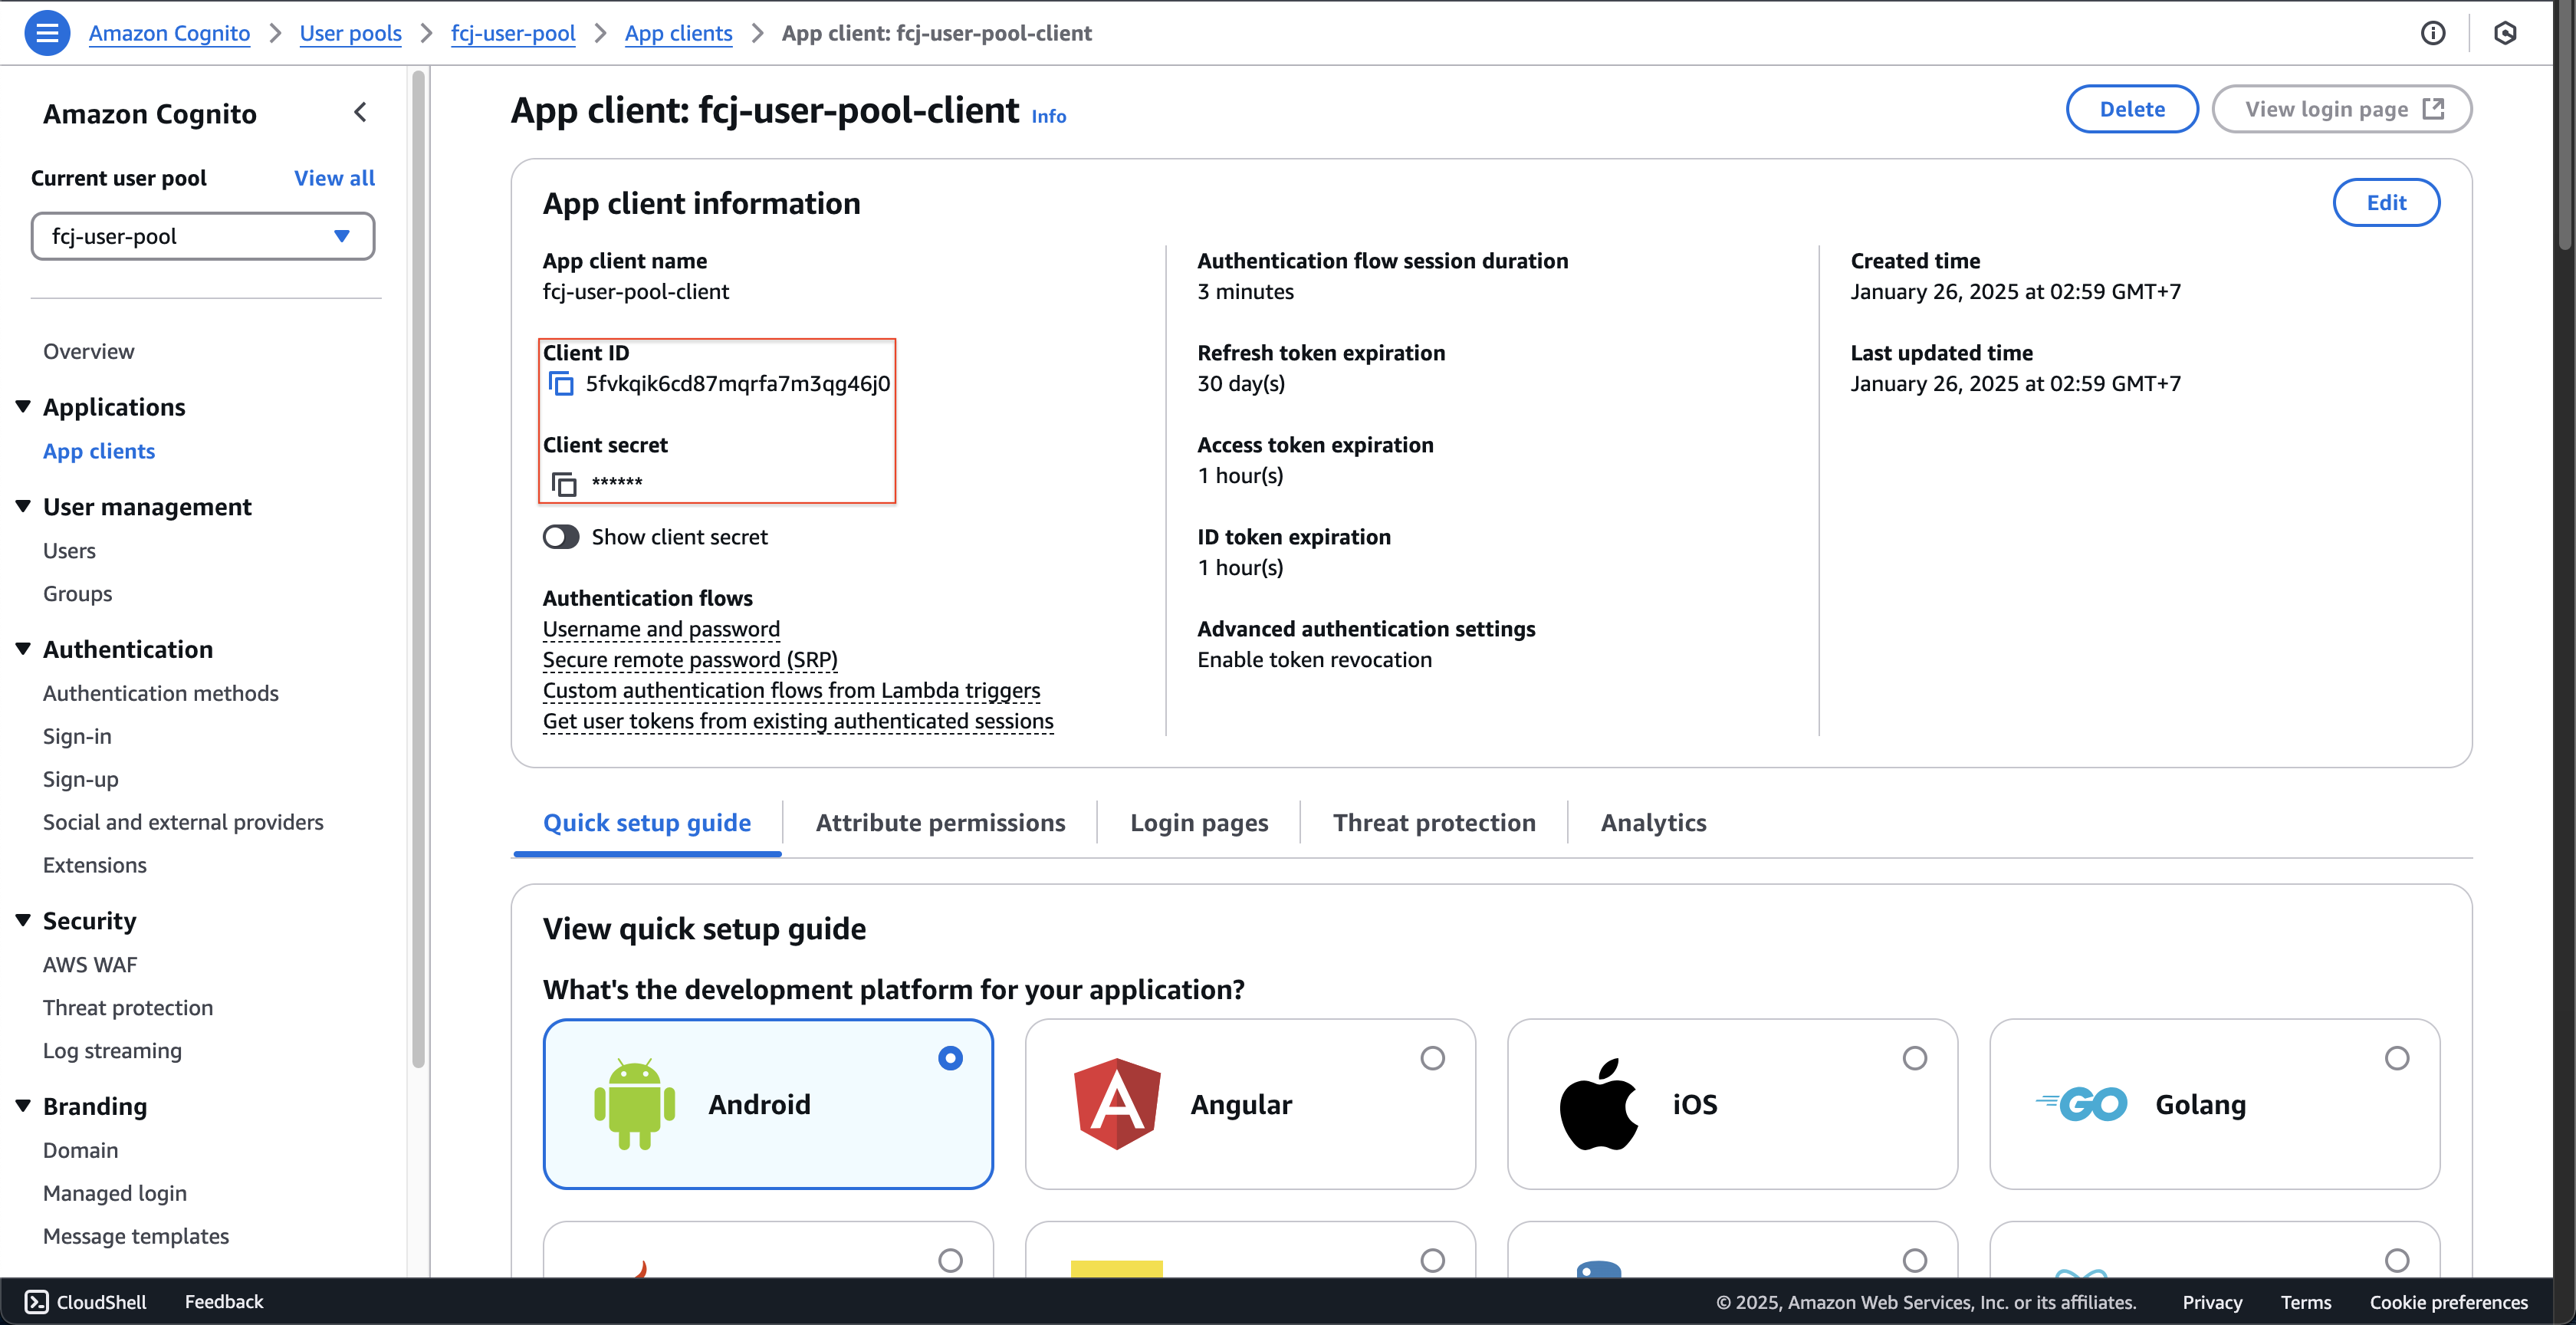 Amazon Cognito
User pools
fcj-user-pool
App clients
App client: fcj-user-pool-client
Amazon Cognito
Current user pool
View all
fcj-user-pool
Overview
Applications
App clients
User management
Users
Groups
Authentication
Authentication methods
Sign-in
Sign-up
Social and external providers
Extensions
Security
AWS WAF
Threat protection
Log streaming
Branding
Domain
Managed login
Message templates
App client: fcj-user-pool-client Info
Delete
View login page
App client information
Edit
App client name
fcj-user-pool-client
Client ID
5fvkqik6cd87mqrfa7m3qg46j0
Client secret
******
Show client secret
Authentication flows
Username and password
Secure remote password (SRP)
Custom authentication flows from Lambda triggers
Get user tokens from existing authenticated sessions
Authentication flow session duration
3 minutes
Refresh token expiration
30 day(s)
Access token expiration
1 hour(s)
ID token expiration
1 hour(s)
Advanced authentication settings
Enable token revocation
Created time
January 26, 2025 at 02:59 GMT+7
Last updated time
January 26, 2025 at 02:59 GMT+7
Quick setup guide
Attribute permissions
Login pages
Threat protection
Analytics
View quick setup guide
What's the development platform for your application?
Android
Angular
iOS
GO
Golang
CloudShell
Feedback
© 2025, Amazon Web Services, Inc. or its affiliates.
Privacy
Terms
Cookie preferences